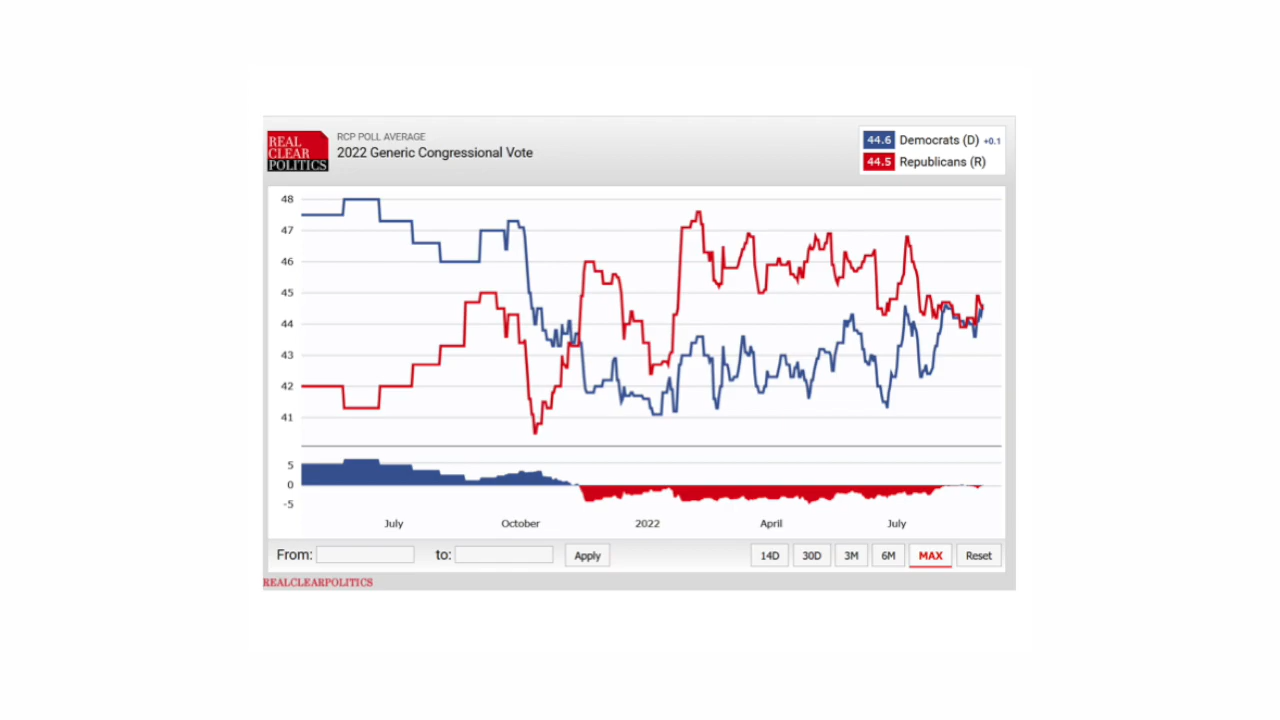 REAL
CLEAR
POLITICS
RCP POLL AVERAGE
2022 Generic Congressional Vote
44.6 Democrats (D) +0.1
44.5 Republicans (R)
48
47
46
45
44
43
42
41
5
0
-5
July October 2022 April July
From: to: Apply 14D 30D 3M 6M MAX Reset
REALCLEARPOLITICS